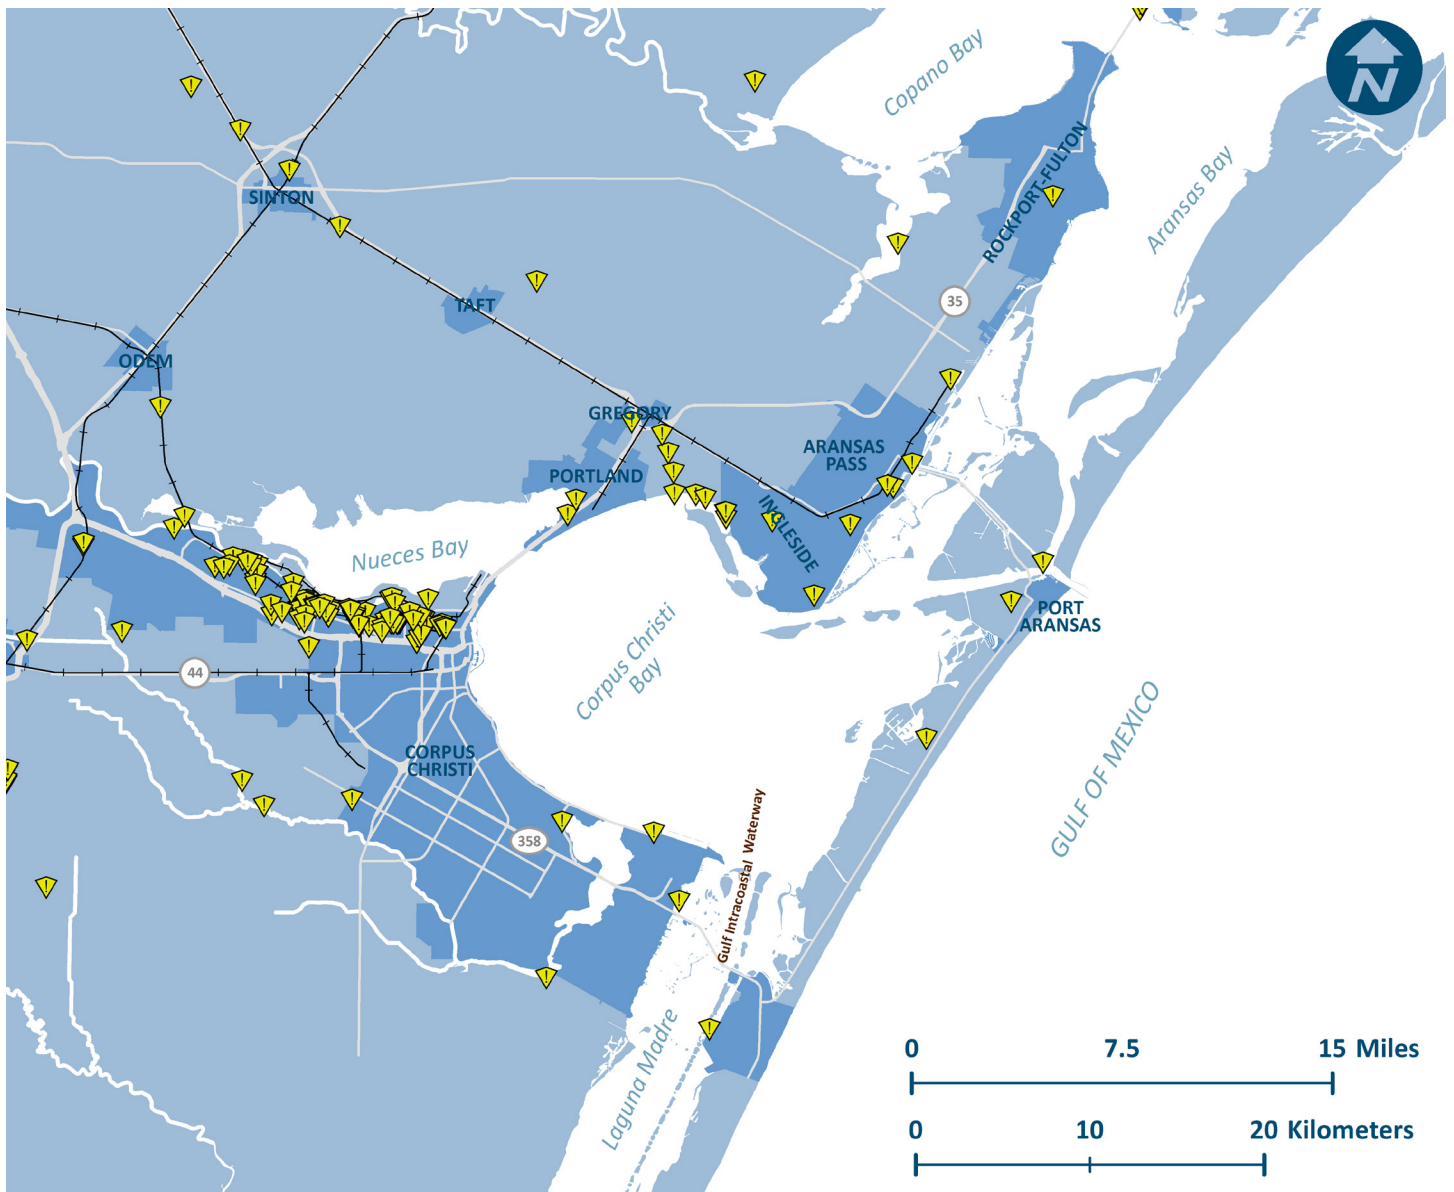 Copano Bay
N
ROCKPORT-FULTON
Aransas Bay
SINTON
35
TAFT
ODEM
GREGORY
ARANSAS
PASS
PORTLAND
INGLESIDE
Nueces Bay
PORT
ARANSAS
Corpus Christi
Bay
44
GULF OF MEXICO
CORPUS
CHRISTI
Gulf Intracoastal Waterway
358
Laguna Madre
0 7.5 15 Miles
0 10 20 Kilometers